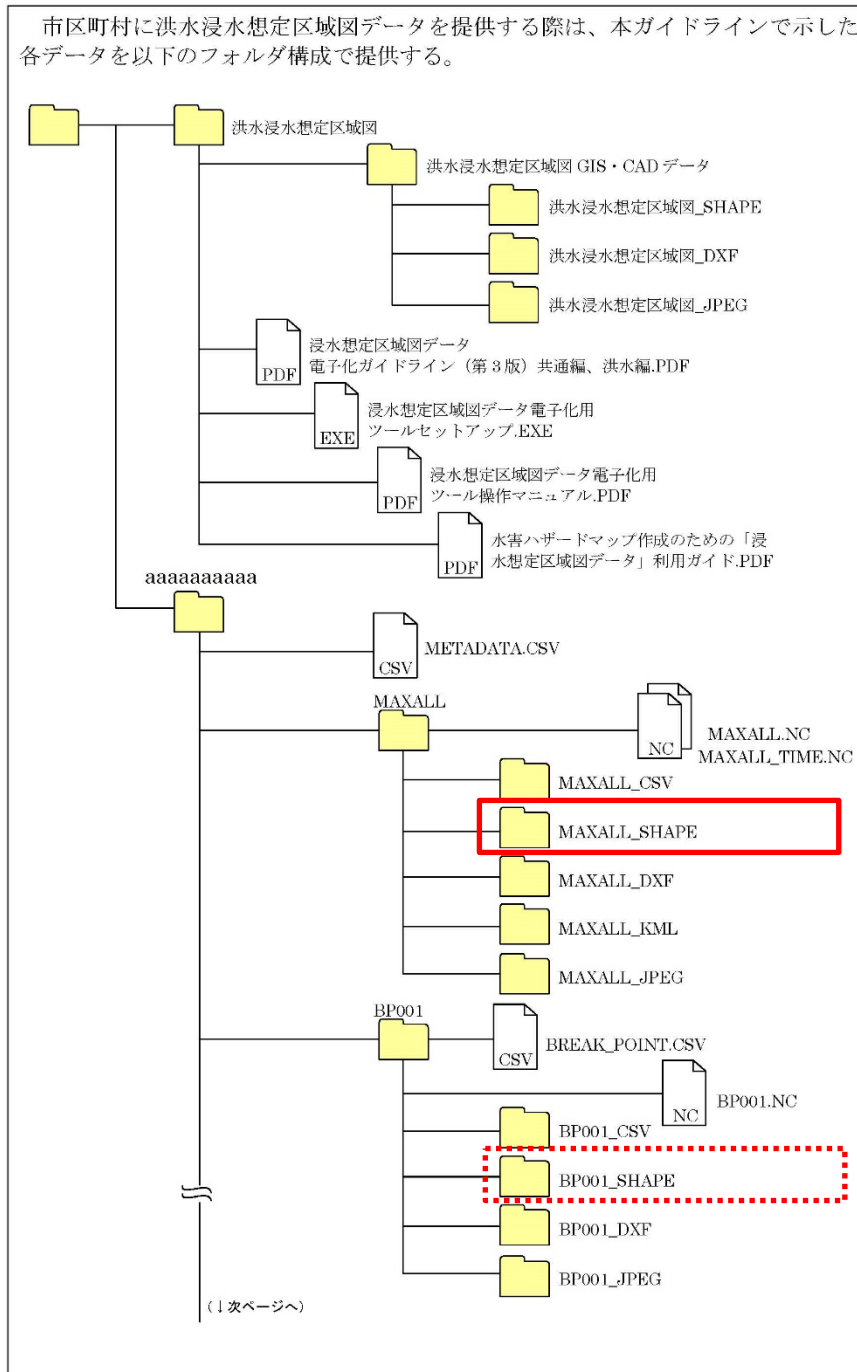 市区町村に洪水浸水想定区域図データを提供する際は、本ガイドラインで示した
各データを以下のフォルダ構成で提供する。
洪水浸水想定区域図
洪水浸水想定区域図 GIS・CAD データ
洪水浸水想定区域図_SHAPE
洪水浸水想定区域図_DXF
洪水浸水想定区域図_JPEG
PDF
浸水想定区域図データ
電子化ガイドライン（第３版）共通編、洪水編.PDF
EXE
浸水想定区域図データ電子化用
ツールセットアップ.EXE
PDF
浸水想定区域図データ電子化用
ツール操作マニュアル.PDF
PDF
水害ハザードマップ作成のための「浸
水想定区域図データ」利用ガイド.PDF
aaaaaaaaaa
CSV
METADATA.CSV
MAXALL
NC
MAXALL.NC
MAXALL_TIME.NC
MAXALL_CSV
MAXALL_SHAPE
MAXALL_DXF
MAXALL_KML
MAXALL_JPEG
BP001
CSV
BREAK_POINT.CSV
NC
BP001.NC
BP001_CSV
BP001_SHAPE
BP001_DXF
BP001_JPEG
(↓次ページへ)